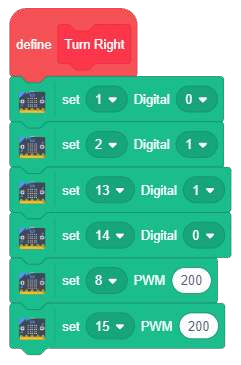 define Turn Right
set 1 Digital 0
set 2 Digital 1
set 13 Digital 1
set 14 Digital 0
set 8 PWM 200
set 15 PWM 200